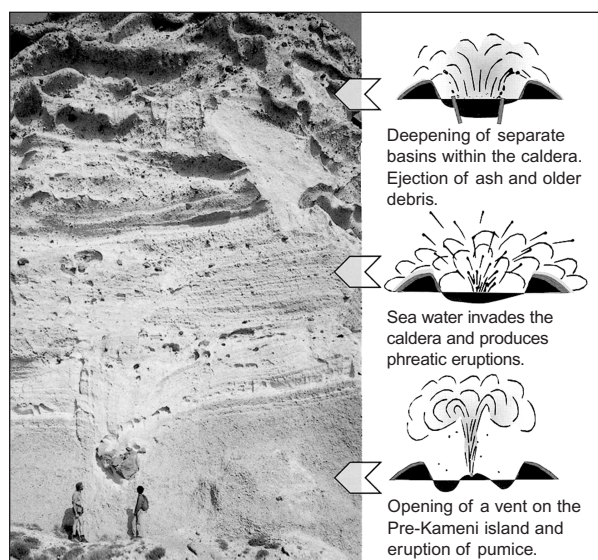 Deepening of separate
basins within the caldera.
Ejection of ash and older
debris.
Sea water invades the
caldera and produces
phreatic eruptions.
Opening of a vent on the
Pre-Kameni island and
eruption of pumice.